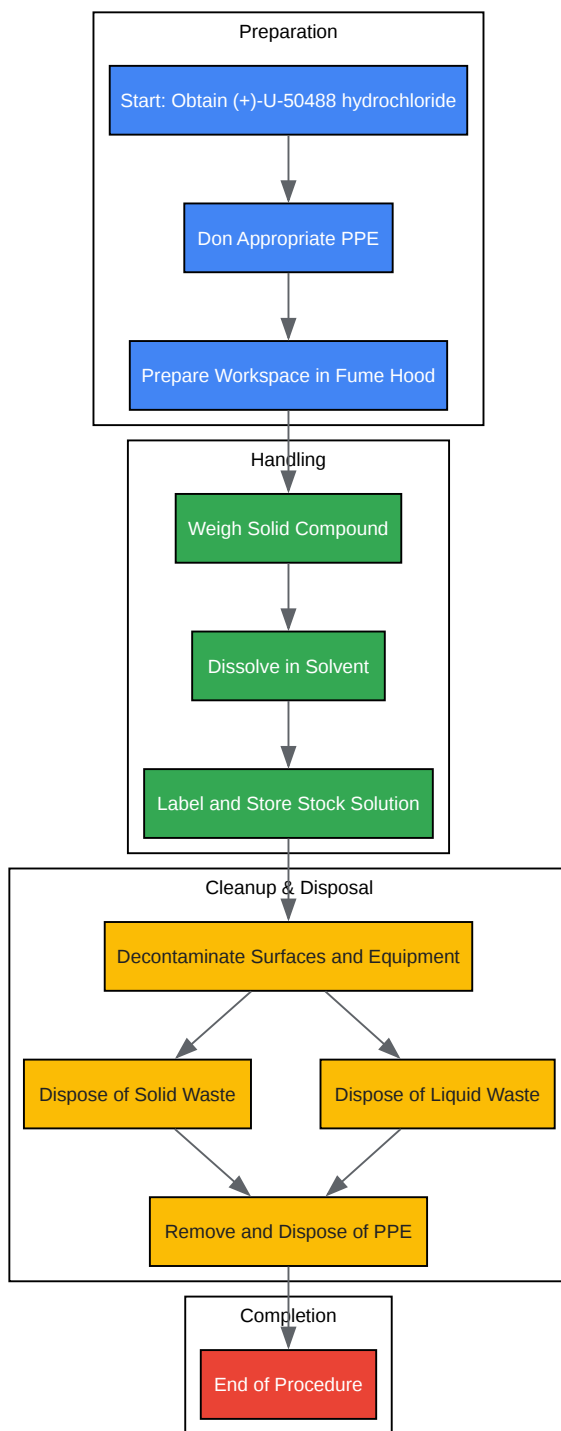 Preparation
Start: Obtain (+)-U-50488 hydrochloride
Don Appropriate PPE
Prepare Workspace in Fume Hood
Handling
Weigh Solid Compound
Dissolve in Solvent
Label and Store Stock Solution
Cleanup & Disposal
Decontaminate Surfaces and Equipment
Dispose of Solid Waste
Dispose of Liquid Waste
Remove and Dispose of PPE
Completion
End of Procedure